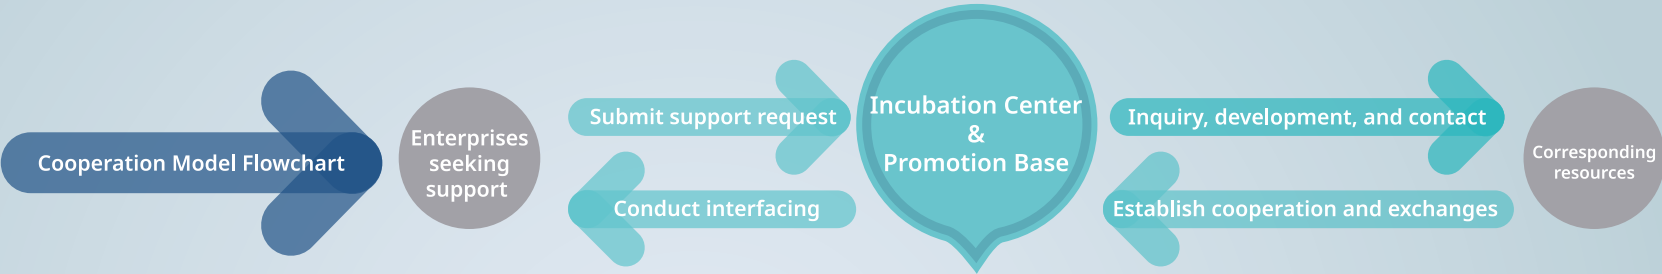 Cooperation Model Flowchart
Enterprises
seeking
support
Submit support request
Conduct interfacing
Incubation Center
&
Promotion Base
Inquiry, development, and contact
Establish cooperation and exchanges
Corresponding
resources